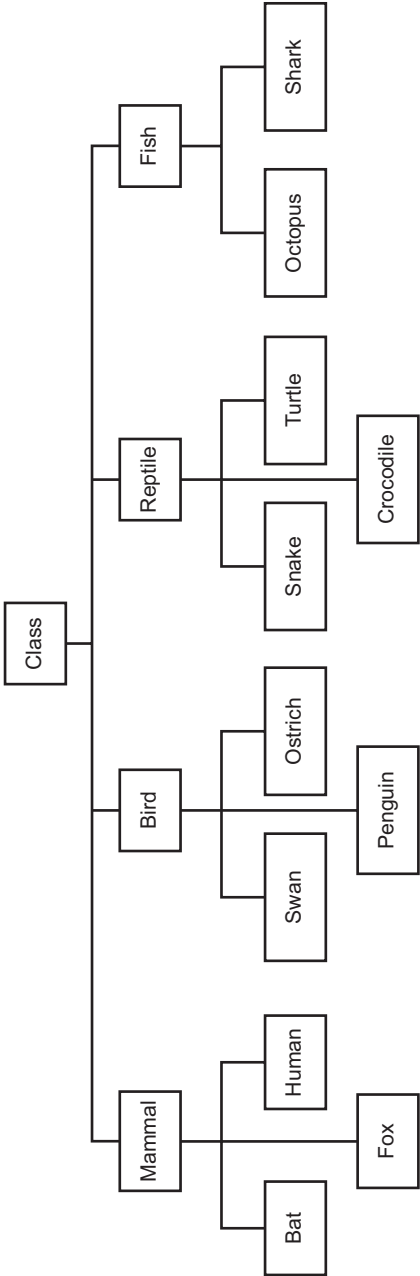 Class
Mammal
Bird
Reptile
Fish
Bat
Human
Swan
Ostrich
Snake
Turtle
Octopus
Shark
Fox
Penguin
Crocodile